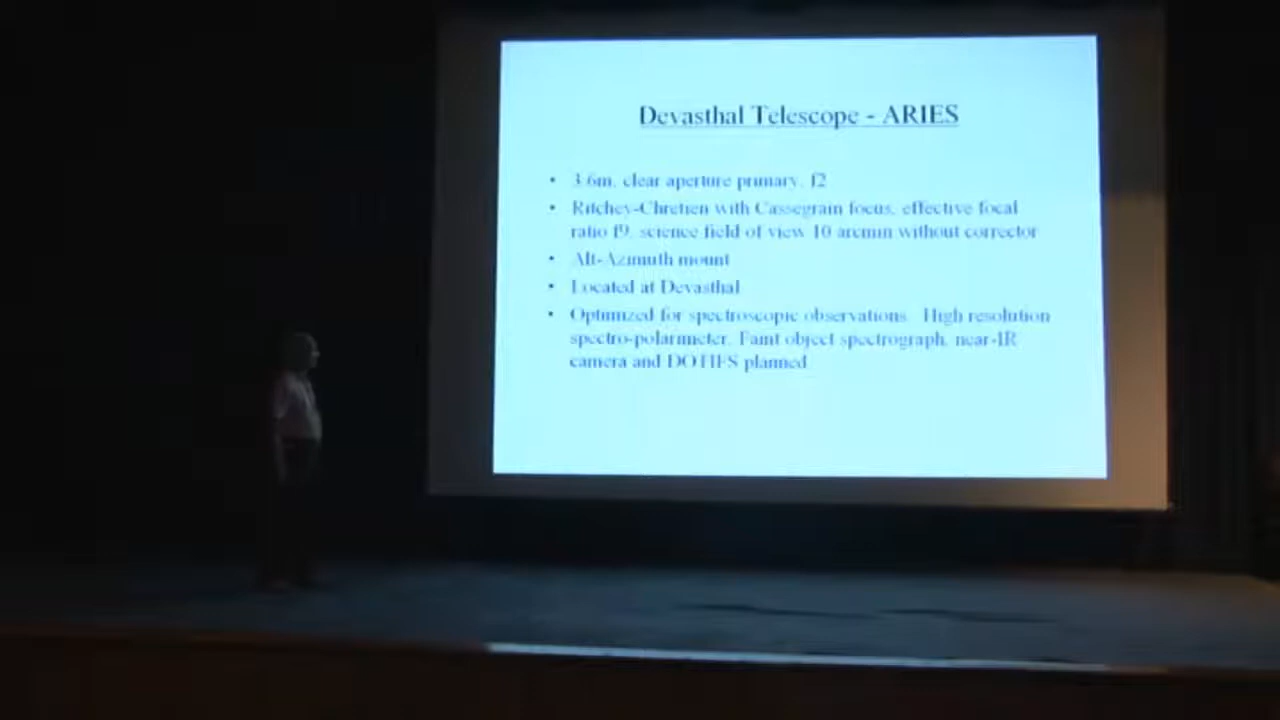 Devasthal Telescope - ARIES
• 3.6m, clear aperture primary, f2
• Ritchey-Chretien with Cassegrain focus, effective focal
ratio f9, science field of view 10 arcmin without corrector
• Alt-Azimuth mount
• Located at Devasthal
• Optimized for spectroscopic observations. High resolution
spectro-polarimeter, Faint object spectrograph, near-IR
camera and DOTIFS planned